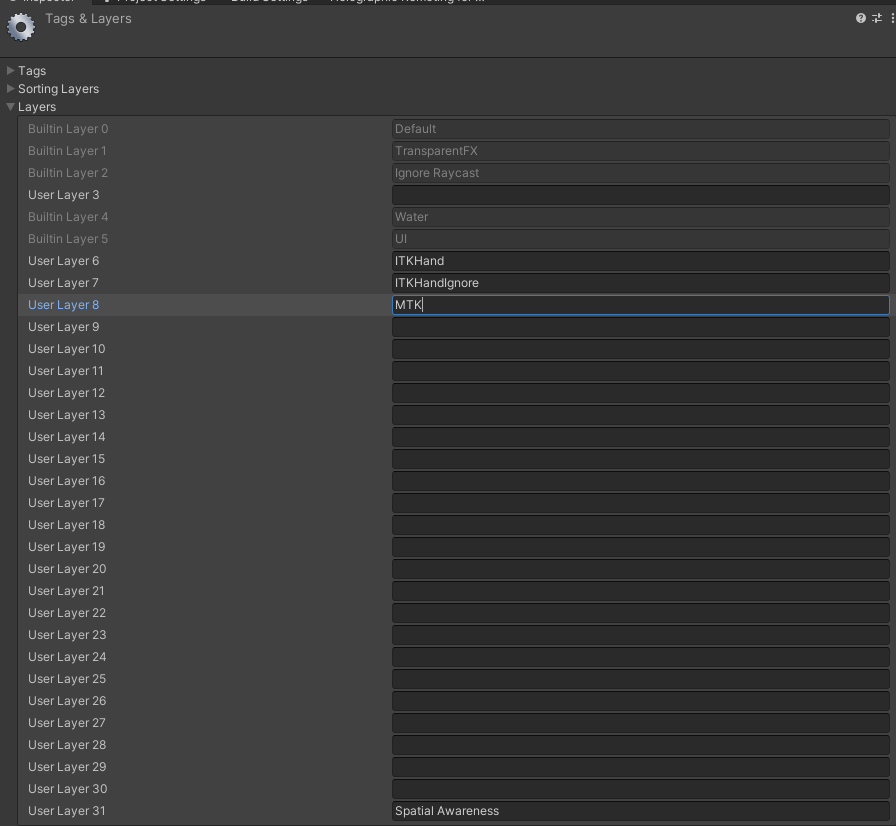 Tags & Layers
Tags
Sorting Layers
Layers
Builtin Layer 0 Default
Builtin Layer 1 TransparentFX
Builtin Layer 2 Ignore Raycast
User Layer 3
Builtin Layer 4 Water
Builtin Layer 5 UI
User Layer 6 ITKHand
User Layer 7 ITKHandIgnore
User Layer 8 MTK
User Layer 9
User Layer 10
User Layer 11
User Layer 12
User Layer 13
User Layer 14
User Layer 15
User Layer 16
User Layer 17
User Layer 18
User Layer 19
User Layer 20
User Layer 21
User Layer 22
User Layer 23
User Layer 24
User Layer 25
User Layer 26
User Layer 27
User Layer 28
User Layer 29
User Layer 30
User Layer 31 Spatial Awareness